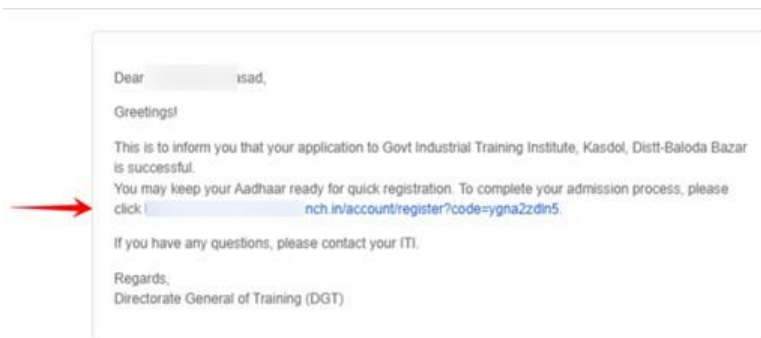 Dear asad,
Greetings!
This is to inform you that your application to Govt Industrial Training Institute, Kasdol, Distt-Baloda Bazar
is successful.
You may keep your Aadhaar ready for quick registration. To complete your admission process, please
click nch.in/account/register?code=ygna2zdln5.
If you have any questions, please contact your ITI.
Regards,
Directorate General of Training (DGT)